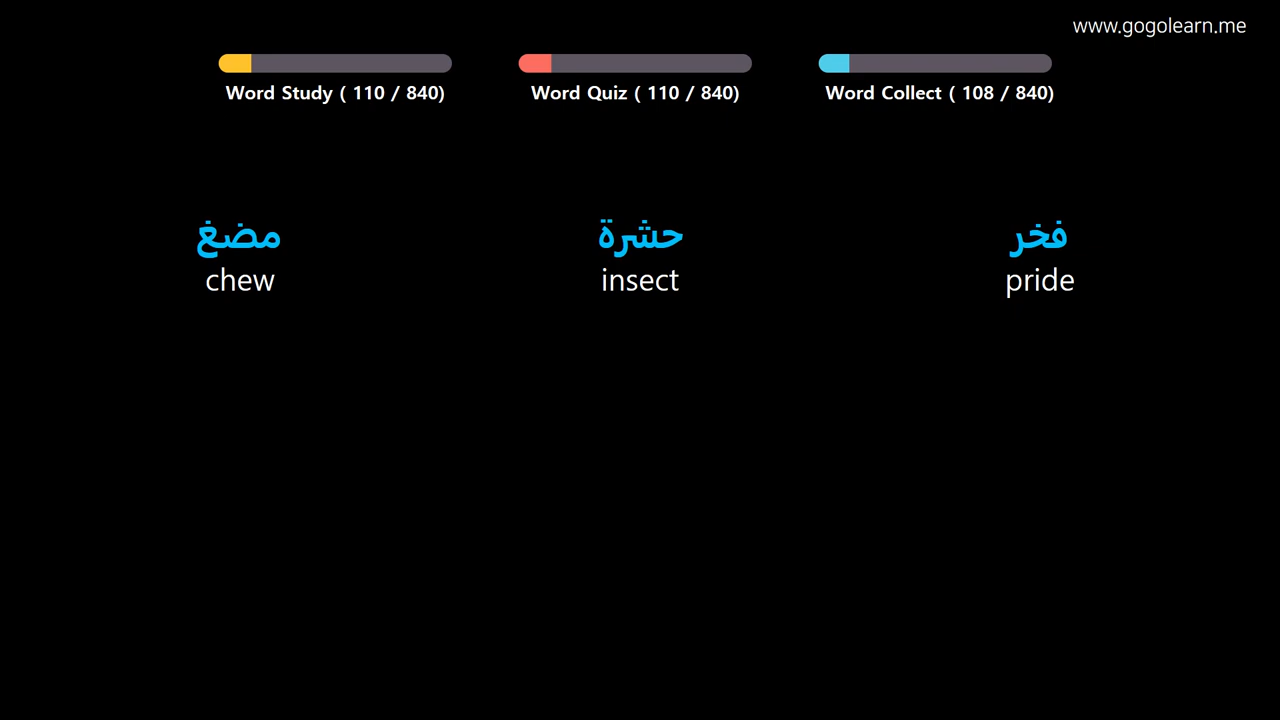 www.gogolearn.me
Word Study ( 110 / 840)
Word Quiz ( 110 / 840)
Word Collect ( 108 / 840)
مضغ
chew
حشرة
insect
فخر
pride